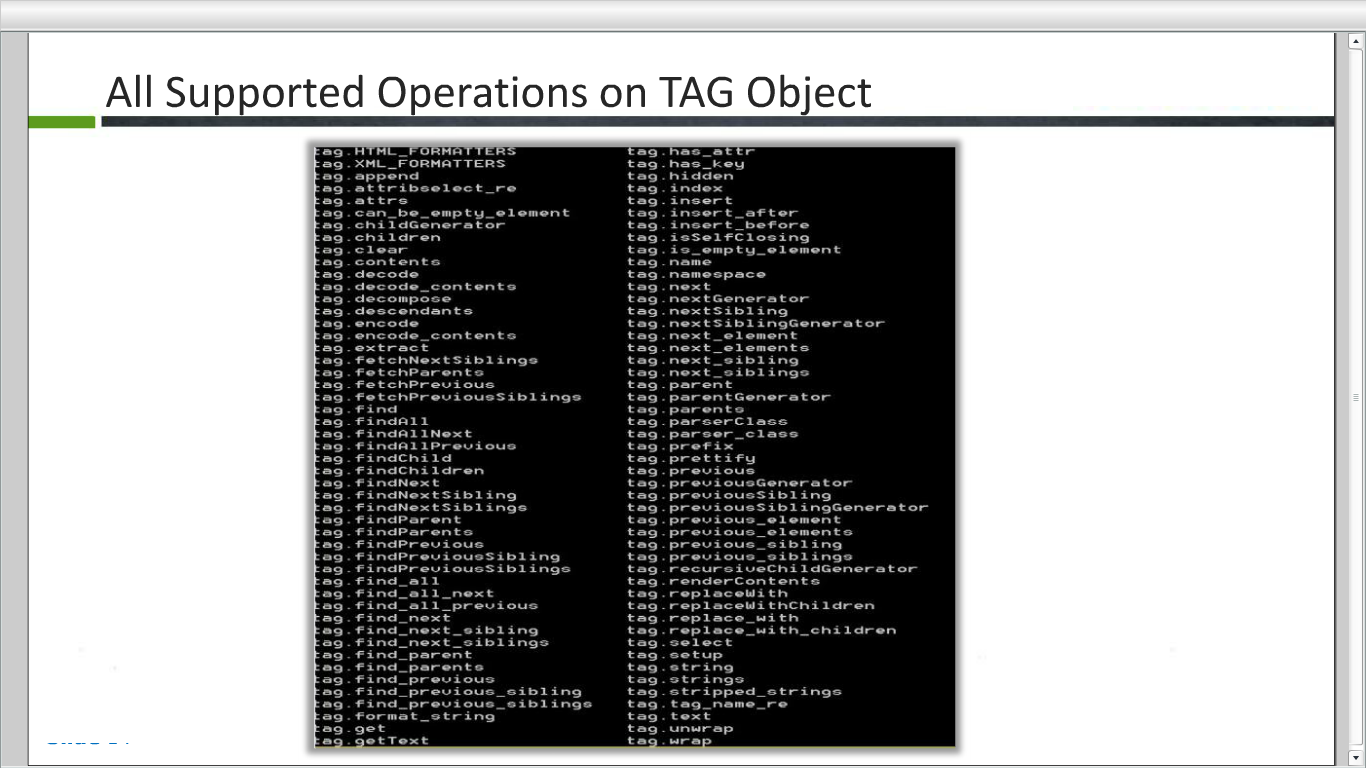 All Supported Operations on TAG Object
tag.HTML_FORMATTERS
tag.XML_FORMATTERS
tag.append
tag.attribselect_re
tag.attrs
tag.can_be_empty_element
tag.childGenerator
tag.children
tag.clear
tag.contents
tag.decode
tag.decode_contents
tag.decompose
tag.descendants
tag.encode
tag.encode_contents
tag.extract
tag.fetchNextSiblings
tag.fetchParents
tag.fetchPrevious
tag.fetchPreviousSiblings
tag.find
tag.findAll
tag.findAllNext
tag.findAllPrevious
tag.findChild
tag.findChildren
tag.findNext
tag.findNextSibling
tag.findNextSiblings
tag.findParent
tag.findParents
tag.findPrevious
tag.findPreviousSibling
tag.findPreviousSiblings
tag.find_all
tag.find_all_next
tag.find_all_previous
tag.find_next
tag.find_next_sibling
tag.find_next_siblings
tag.find_parent
tag.find_parents
tag.find_previous
tag.find_previous_sibling
tag.find_previous_siblings
tag.format_string
tag.get
tag.getText
tag.has_attr
tag.has_key
tag.hidden
tag.index
tag.insert
tag.insert_after
tag.insert_before
tag.isSelfClosing
tag.is_empty_element
tag.name
tag.namespace
tag.next
tag.nextGenerator
tag.nextSibling
tag.nextSiblingGenerator
tag.next_element
tag.next_elements
tag.next_sibling
tag.next_siblings
tag.parent
tag.parentGenerator
tag.parents
tag.parserClass
tag.parser_class
tag.prefix
tag.prettify
tag.previous
tag.previousGenerator
tag.previousSibling
tag.previousSiblingGenerator
tag.previous_element
tag.previous_elements
tag.previous_sibling
tag.previous_siblings
tag.recursiveChildGenerator
tag.renderContents
tag.replaceWith
tag.replaceWithChildren
tag.replace_with
tag.replace_with_children
tag.select
tag.setup
tag.string
tag.strings
tag.stripped_strings
tag.tag_name_re
tag.text
tag.unwrap
tag.wrap